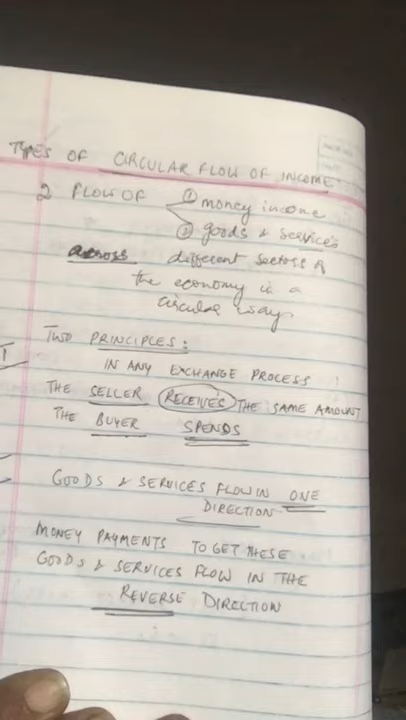 TYPES OF CIRCULAR FLOW OF INCOME
2 FLOW OF ① money income
② goods & services
across different sectors of
the economy in a
circular way.
TWO PRINCIPLES:
IN ANY EXCHANGE PROCESS
THE SELLER RECEIVES THE SAME AMOUNT
THE BUYER SPENDS
GOODS & SERVICES FLOW IN ONE
DIRECTION
MONEY PAYMENTS TO GET THESE
GOODS & SERVICES FLOW IN THE
REVERSE DIRECTION